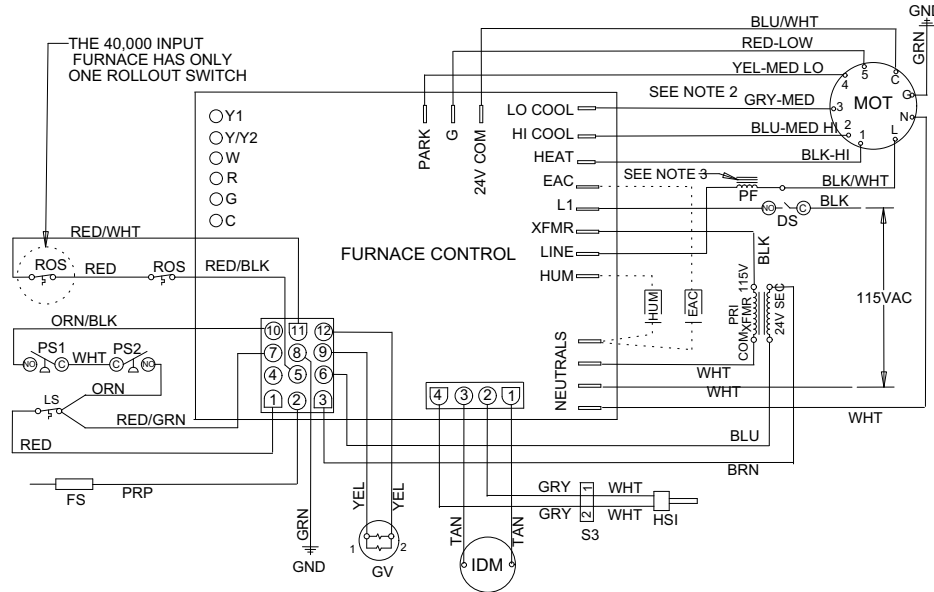 GND
BLU/WHT
GRN
RED-LOW
THE 40,000 INPUT
FURNACE HAS ONLY
ONE ROLLOUT SWITCH
YEL-MED LO
4
5
C
G
SEE NOTE 2
LO COOL
GRY-MED
3
MOT
N
Y1
Y/Y2
W
R
G
C
PARK
G
24V COM
HI COOL
BLU-MED HI
2
1
L
HEAT
BLK-HI
EAC
SEE NOTE 3
PF
BLK/WHT
L1
NO
C
DS
BLK
RED/WHT
XFMR
FURNACE CONTROL
LINE
BLK
ROS
RED
ROS
RED/BLK
HUM
HUM
EAC
COM
PRI
XFMR
115V
24V SEC
115VAC
ORN/BLK
10
11
12
PS1
PS2
NO
C
WHT
C
NO
7
8
9
4
5
6
1
2
3
ORN
LS
RED/GRN
RED
NEUTRALS
WHT
WHT
WHT
4
3
2
1
BLU
BRN
FS
PRP
GRN
GND
YEL
YEL
1
2
GV
TAN
TAN
IDM
GRY
1
WHT
GRY
2
WHT
S3
HSI